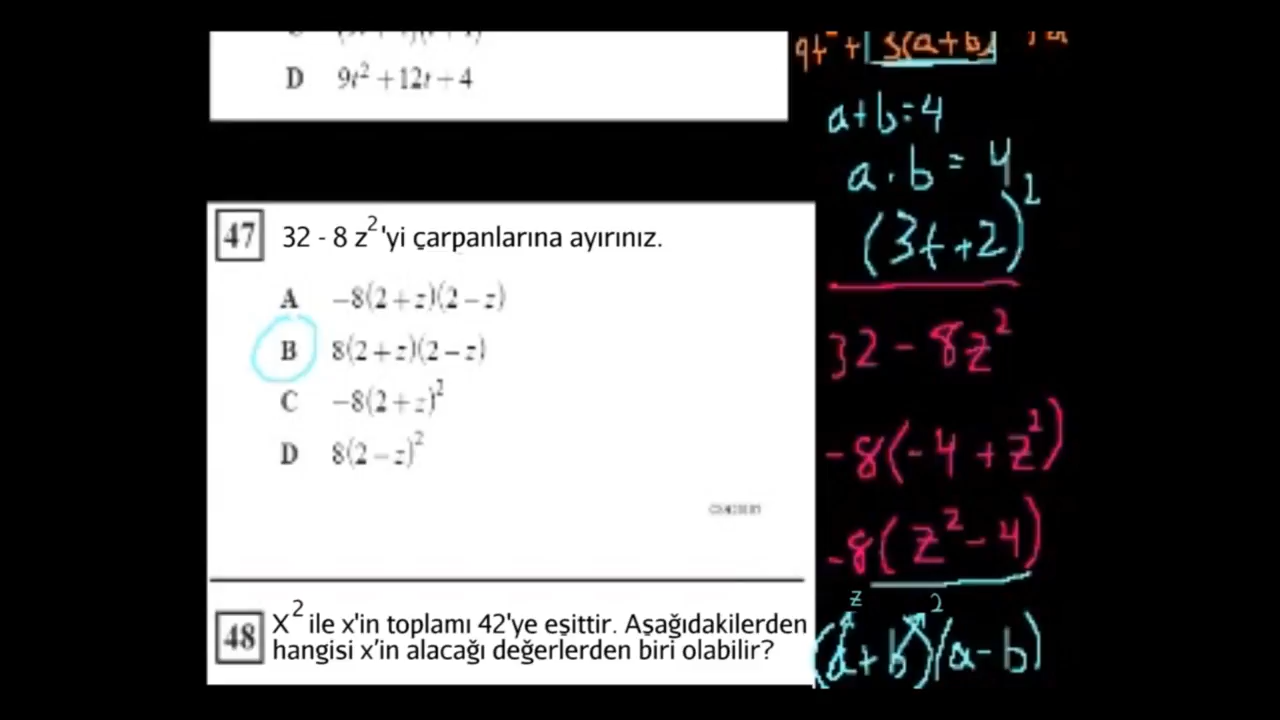 D 9t² + 12t + 4
a+b=4
a · b = 4
(3t+2)²
47 32 - 8 z²'yi çarpanlarına ayırınız.
A −8(2+z)(2−z)
B 8(2+z)(2−z)
C −8(2+z)²
D 8(2−z)²
32 - 8z²
-8(-4 + z²)
-8(z² - 4)
z 2
(a+b)(a-b)
48 X² ile x'in toplamı 42'ye eşittir. Aşağıdakilerden
hangisi x'in alacağı değerlerden biri olabilir?